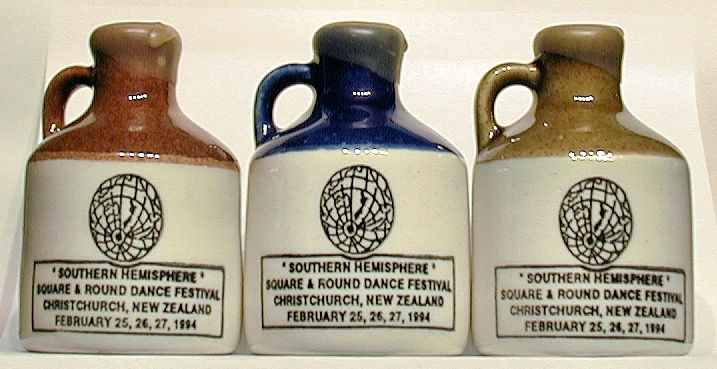 "SOUTHERN HEMISPHERE"
SQUARE & ROUND DANCE FESTIVAL
CHRISTCHURCH, NEW ZEALAND
FEBRUARY 25, 26, 27, 1994
"SOUTHERN HEMISPHERE"
SQUARE & ROUND DANCE FESTIVAL
CHRISTCHURCH, NEW ZEALAND
FEBRUARY 25, 26, 27, 1994
"SOUTHERN HEMISPHERE"
SQUARE & ROUND DANCE FESTIVAL
CHRISTCHURCH, NEW ZEALAND
FEBRUARY 25, 26, 27, 1994